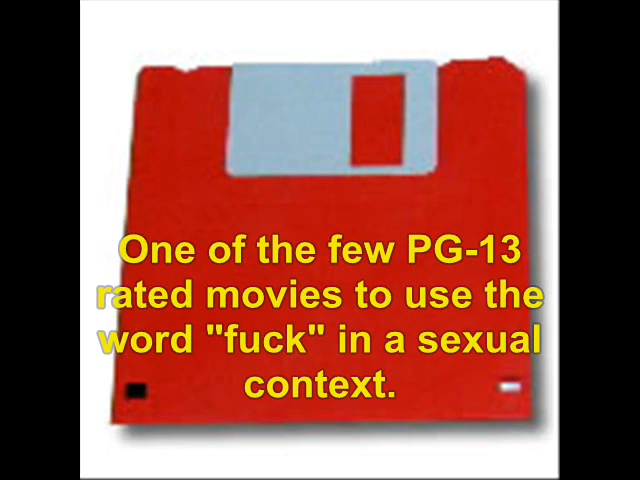 One of the few PG-13
rated movies to use the
word "fuck" in a sexual
context.